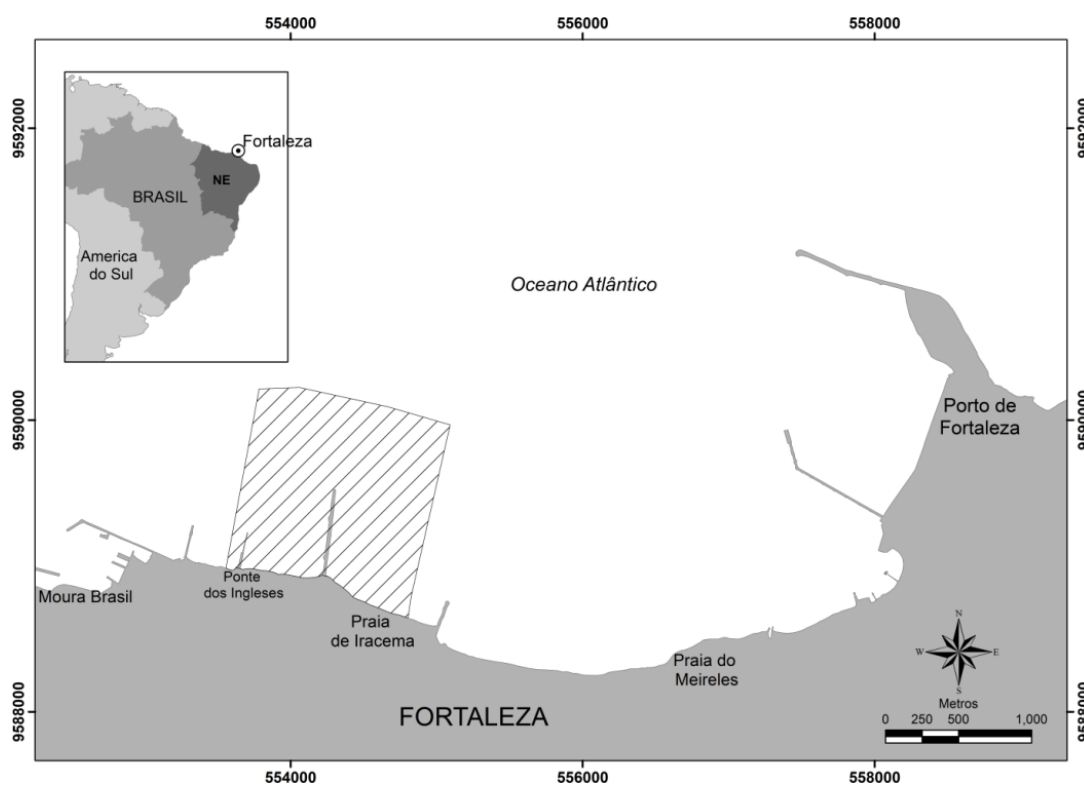 554000
556000
558000
9592000
9592000
Fortaleza
NE
BRASIL
America
do Sul
Oceano Atlântico
9590000
9590000
Porto de
Fortaleza
Moura Brasil
Ponte
dos Ingleses
Praia
de Iracema
Praia do
Meireles
FORTALEZA
N
W
E
S
Metros
0
250
500
1,000
9588000
9588000
554000
556000
558000